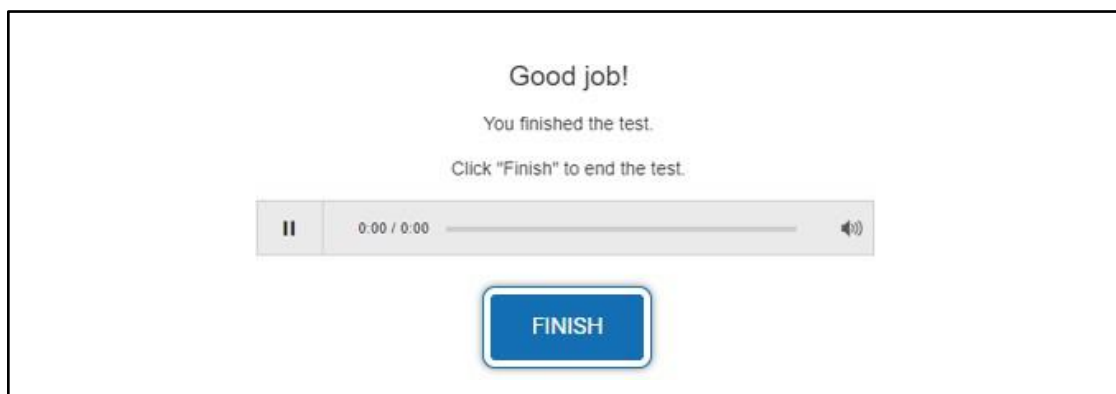 Good job!
You finished the test.
Click "Finish" to end the test.
0:00 / 0:00
FINISH